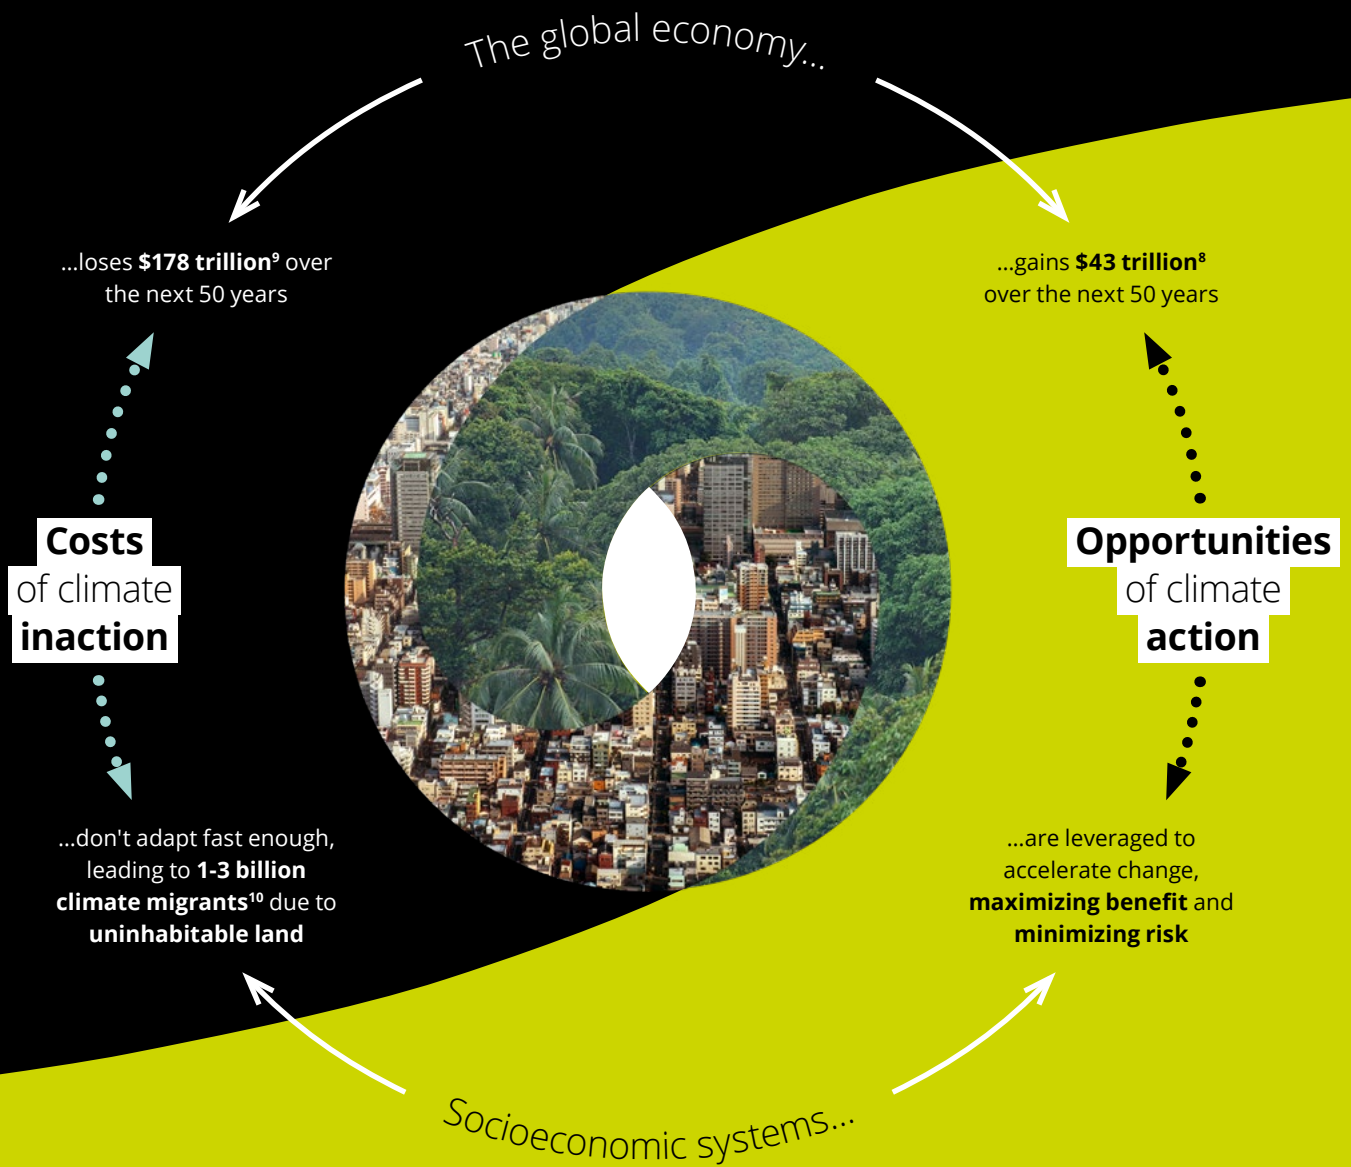 The global economy...
...loses $178 trillion⁹ over
the next 50 years
...gains $43 trillion⁸
over the next 50 years
Costs
of climate
inaction
Opportunities
of climate
action
...don't adapt fast enough,
leading to 1-3 billion
climate migrants¹⁰ due to
uninhabitable land
...are leveraged to
accelerate change,
maximizing benefit and
minimizing risk
Socioeconomic systems...